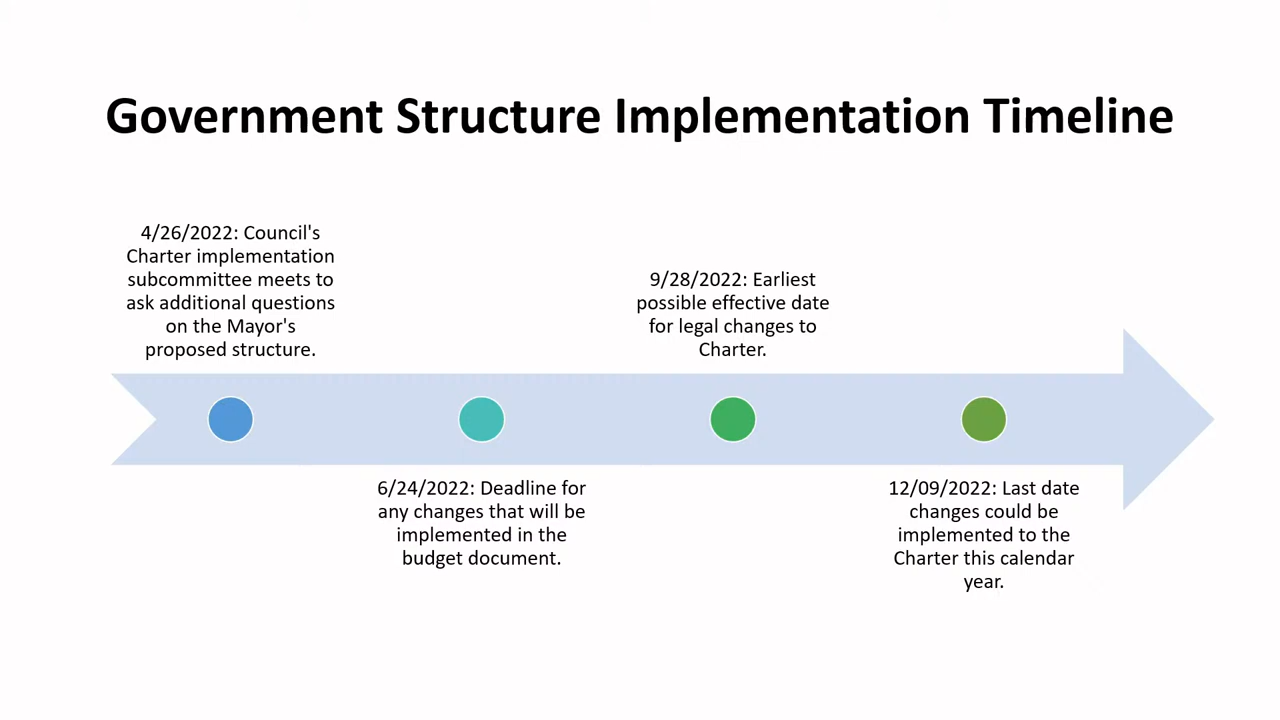 Government Structure Implementation Timeline
4/26/2022: Council's
Charter implementation
subcommittee meets to
ask additional questions
on the Mayor's
proposed structure.
6/24/2022: Deadline for
any changes that will be
implemented in the
budget document.
9/28/2022: Earliest
possible effective date
for legal changes to
Charter.
12/09/2022: Last date
changes could be
implemented to the
Charter this calendar
year.